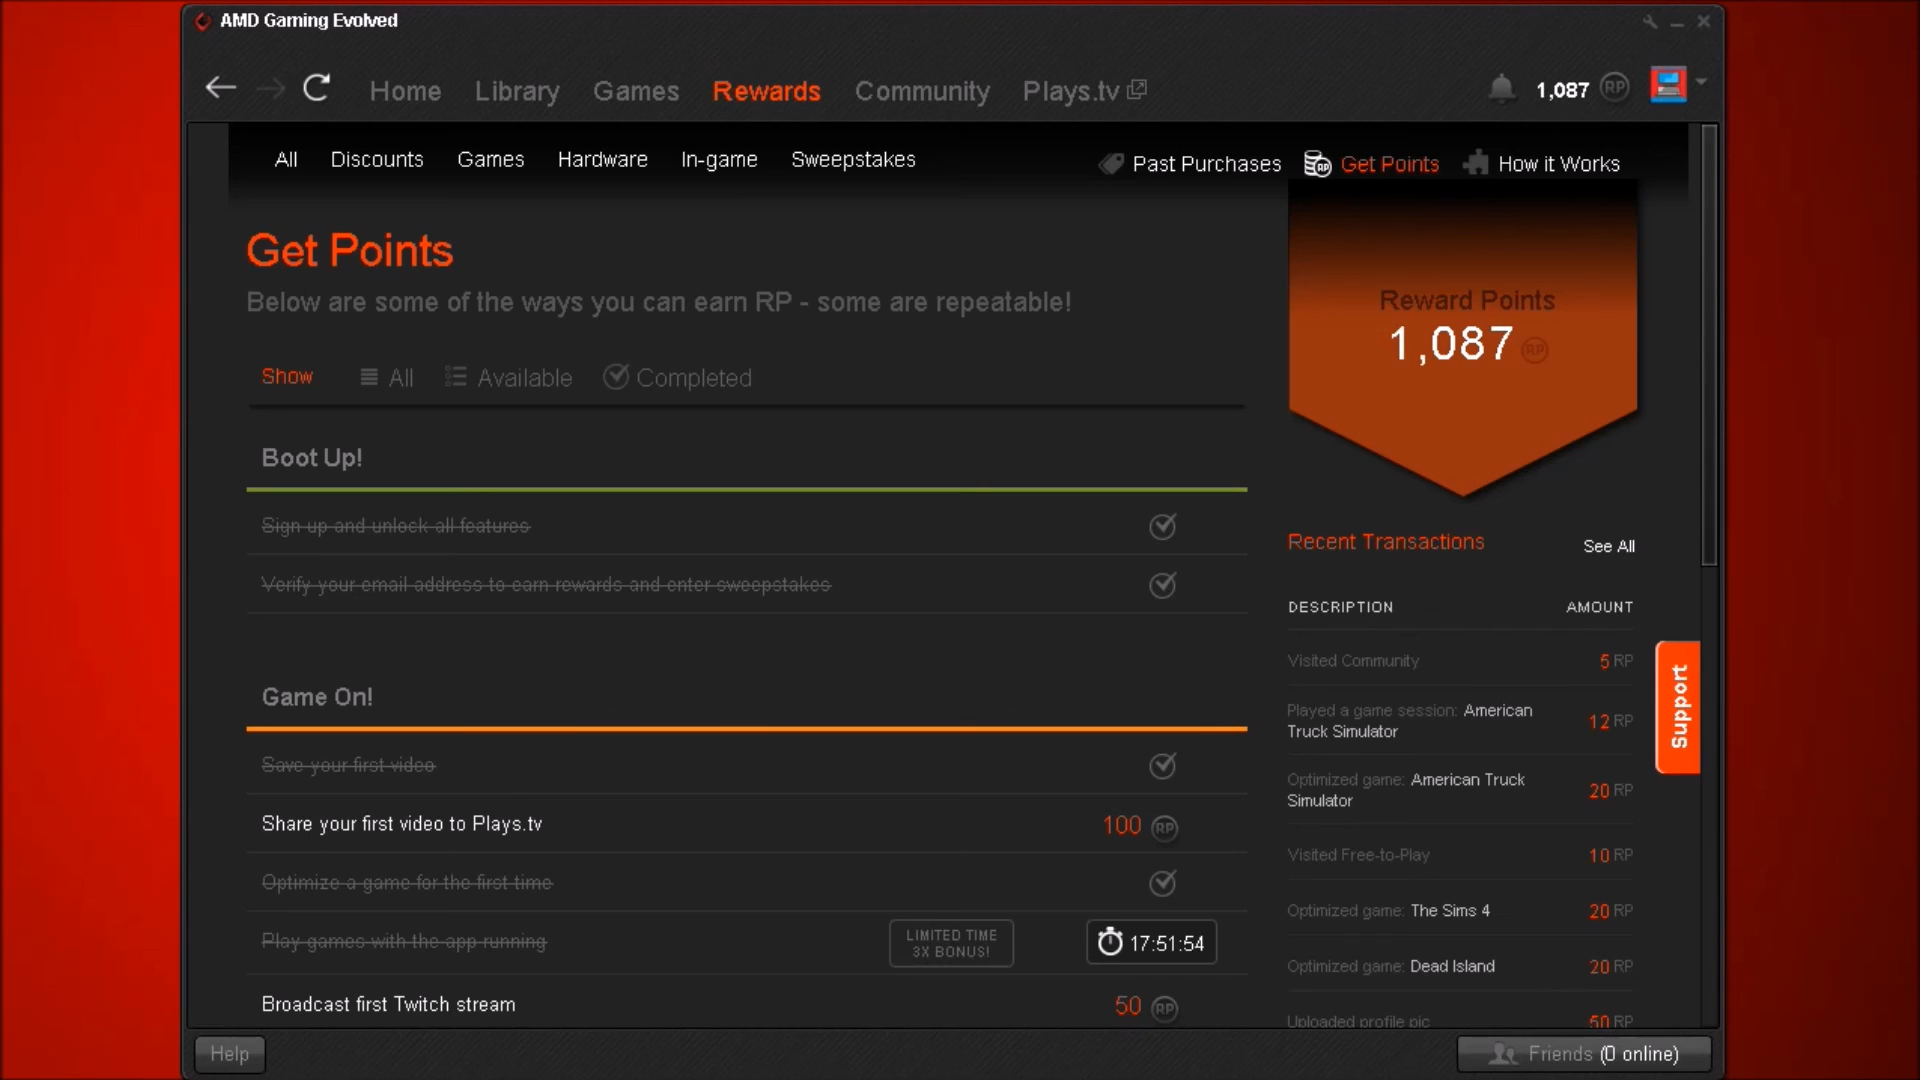 AMD Gaming Evolved
Home Library Games Rewards Community Plays.tv 1,087 RP
All Discounts Games Hardware In-game Sweepstakes Past Purchases Get Points How it Works
Get Points
Below are some of the ways you can earn RP - some are repeatable!
Reward Points
1,087 RP
Show All Available Completed
Boot Up!
Sign up and unlock all features
Verify your email address to earn rewards and enter sweepstakes
Game On!
Save your first video
Share your first video to Plays.tv 100 RP
Optimize a game for the first time
Play games with the app running LIMITED TIME
3X BONUS! 17:51:54
Broadcast first Twitch stream 50 RP
Recent Transactions See All
DESCRIPTION AMOUNT
Visited Community 5 RP
Played a game session: American
Truck Simulator 12 RP
Optimized game: American Truck
Simulator 20 RP
Visited Free-to-Play 10 RP
Optimized game: The Sims 4 20 RP
Optimized game: Dead Island 20 RP
Uploaded profile pic 50 RP
Support
Help Friends (0 online)